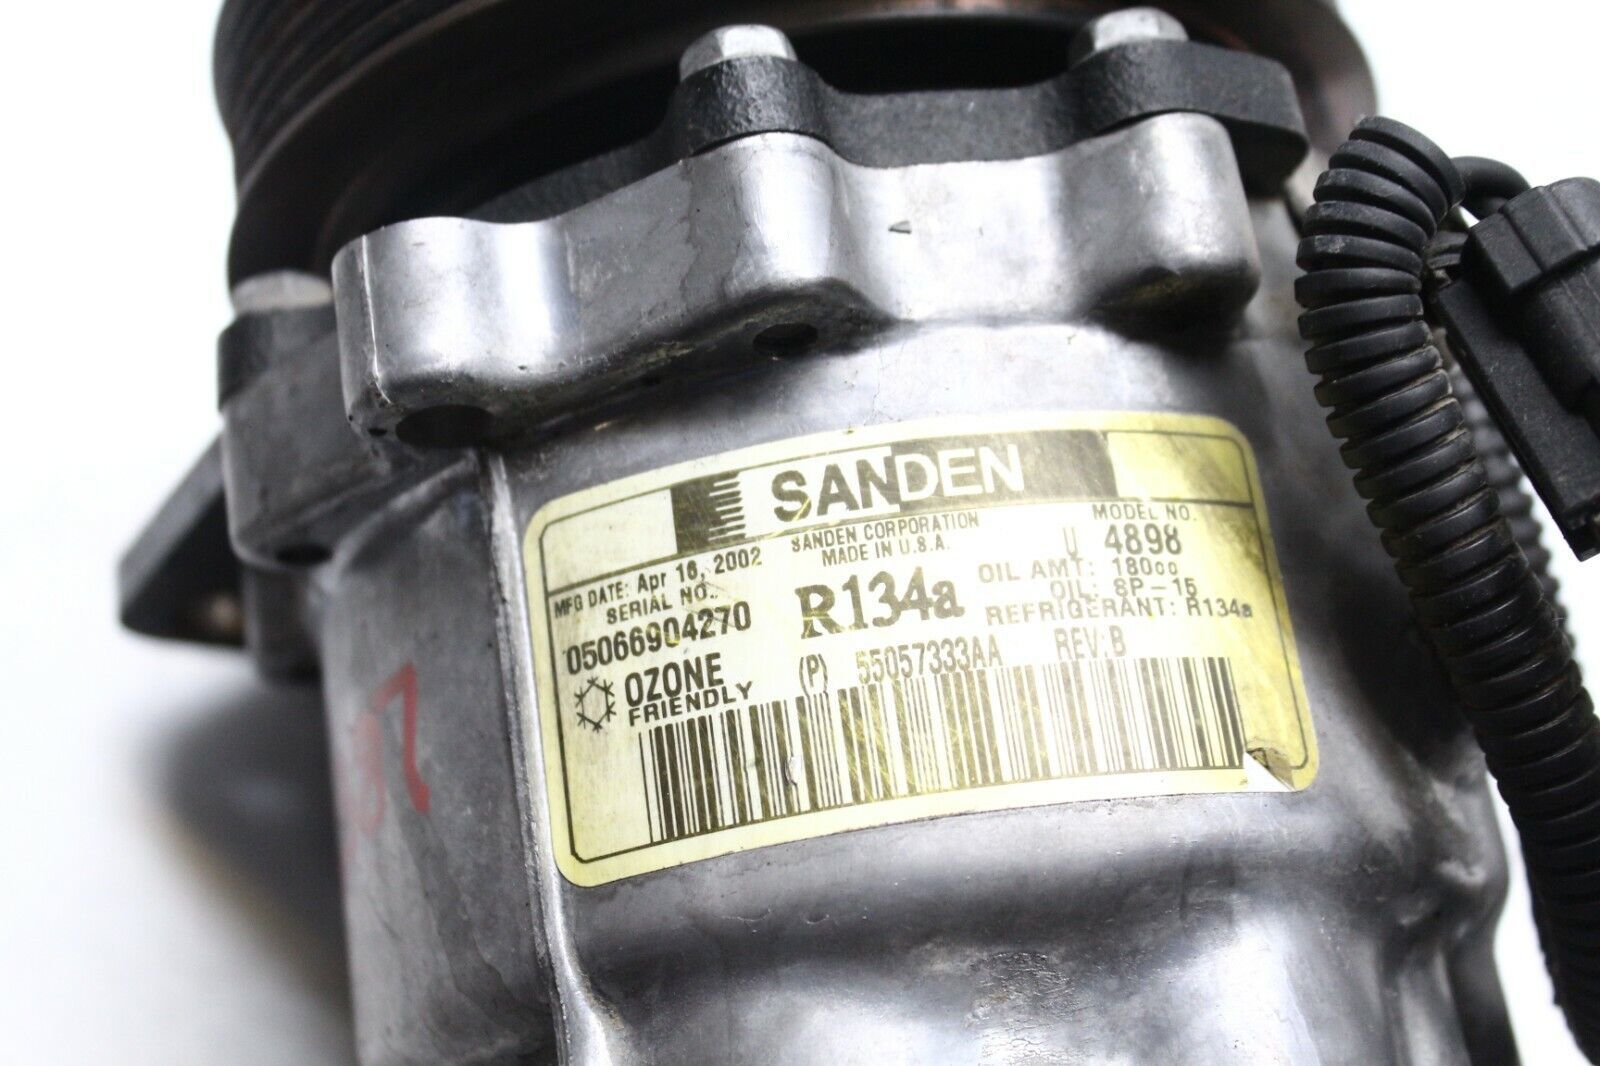 SANDEN
SANDEN CORPORATION
MADE IN U.S.A.
MODEL NO.
U 4898
MFG DATE: Apr 16, 2002
SERIAL NO.
05066904270
R134a
OIL AMT: 180cc
OIL: SP-15
REFRIGERANT: R134a
OZONE
FRIENDLY
(P) 55057333AA REV:B